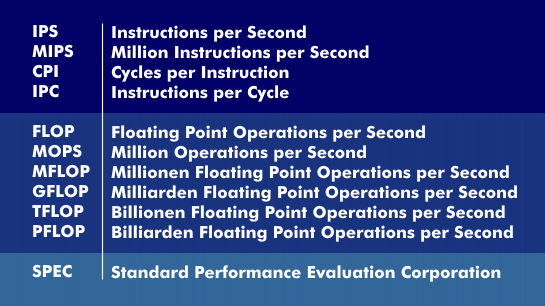 IPS Instructions per Second
MIPS Million Instructions per Second
CPI Cycles per Instruction
IPC Instructions per Cycle
FLOP Floating Point Operations per Second
MOPS Million Operations per Second
MFLOP Millionen Floating Point Operations per Second
GFLOP Milliarden Floating Point Operations per Second
TFLOP Billionen Floating Point Operations per Second
PFLOP Billiarden Floating Point Operations per Second
SPEC Standard Performance Evaluation Corporation